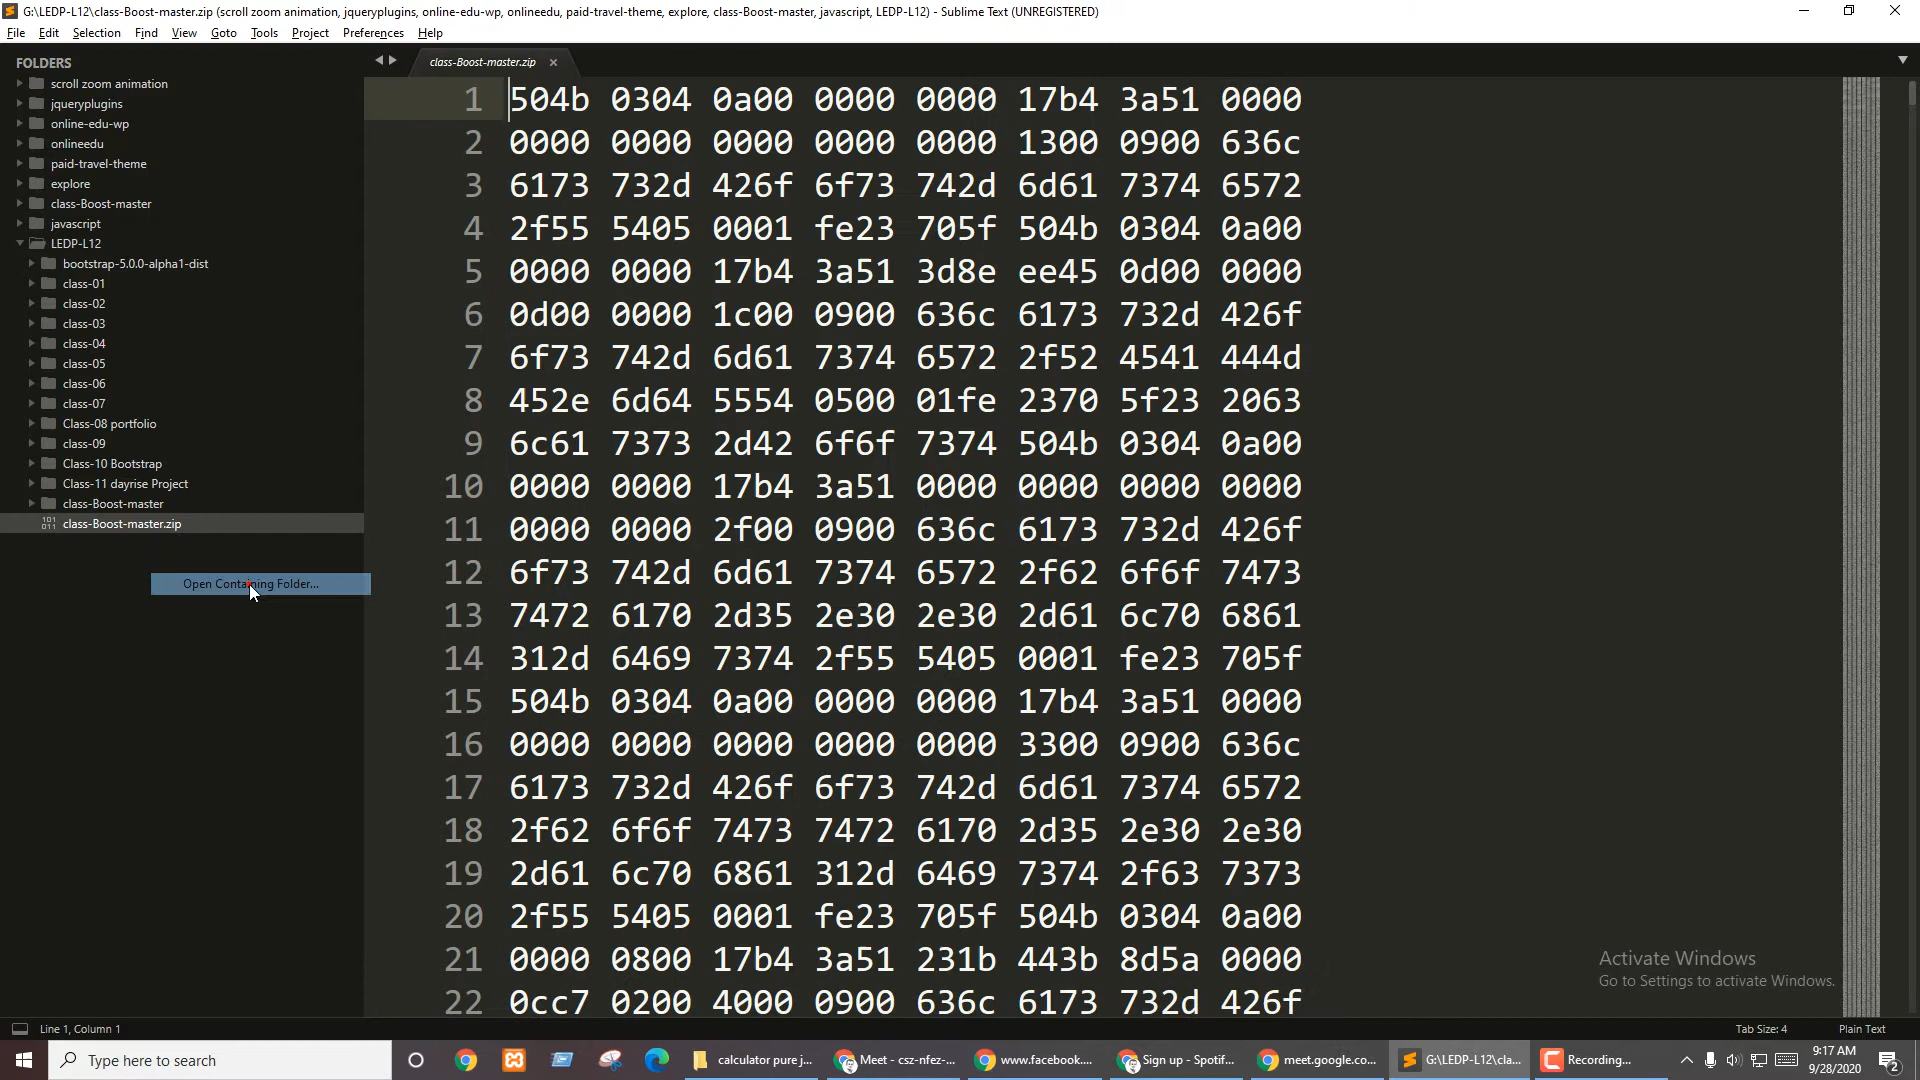 G:\LEDP-L12\class-Boost-master.zip (scroll zoom animation, jqueryplugins, online-edu-wp, onlineedu, paid-travel-theme, explore, class-Boost-master, javascript, LEDP-L12) - Sublime Text (UNREGISTERED)
File Edit Selection Find View Goto Tools Project Preferences Help
FOLDERS
scroll zoom animation
jqueryplugins
online-edu-wp
onlineedu
paid-travel-theme
explore
class-Boost-master
javascript
LEDP-L12
bootstrap-5.0.0-alpha1-dist
class-01
class-02
class-03
class-04
class-05
class-06
class-07
Class-08 portfolio
class-09
Class-10 Bootstrap
Class-11 dayrise Project
class-Boost-master
class-Boost-master.zip
Open Containing Folder...
class-Boost-master.zip ×
1 504b 0304 0a00 0000 0000 17b4 3a51 0000
2 0000 0000 0000 0000 0000 1300 0900 636c
3 6173 732d 426f 6f73 742d 6d61 7374 6572
4 2f55 5405 0001 fe23 705f 504b 0304 0a00
5 0000 0000 17b4 3a51 3d8e ee45 0d00 0000
6 0d00 0000 1c00 0900 636c 6173 732d 426f
7 6f73 742d 6d61 7374 6572 2f52 4541 444d
8 452e 6d64 5554 0500 01fe 2370 5f23 2063
9 6c61 7373 2d42 6f6f 7374 504b 0304 0a00
10 0000 0000 17b4 3a51 0000 0000 0000 0000
11 0000 0000 2f00 0900 636c 6173 732d 426f
12 6f73 742d 6d61 7374 6572 2f62 6f6f 7473
13 7472 6170 2d35 2e30 2e30 2d61 6c70 6861
14 312d 6469 7374 2f55 5405 0001 fe23 705f
15 504b 0304 0a00 0000 0000 17b4 3a51 0000
16 0000 0000 0000 0000 0000 3300 0900 636c
17 6173 732d 426f 6f73 742d 6d61 7374 6572
18 2f62 6f6f 7473 7472 6170 2d35 2e30 2e30
19 2d61 6c70 6861 312d 6469 7374 2f63 7373
20 2f55 5405 0001 fe23 705f 504b 0304 0a00
21 0000 0800 17b4 3a51 231b 443b 8d5a 0000
22 0cc7 0200 4000 0900 636c 6173 732d 426f
Activate Windows
Go to Settings to activate Windows.
Line 1, Column 1 Tab Size: 4 Plain Text
Type here to search
calculator pure j...
Meet - csz-nfez-...
www.facebook....
Sign up - Spotif...
meet.google.co...
G:\LEDP-L12\cla...
Recording...
9:17 AM
9/28/2020
2